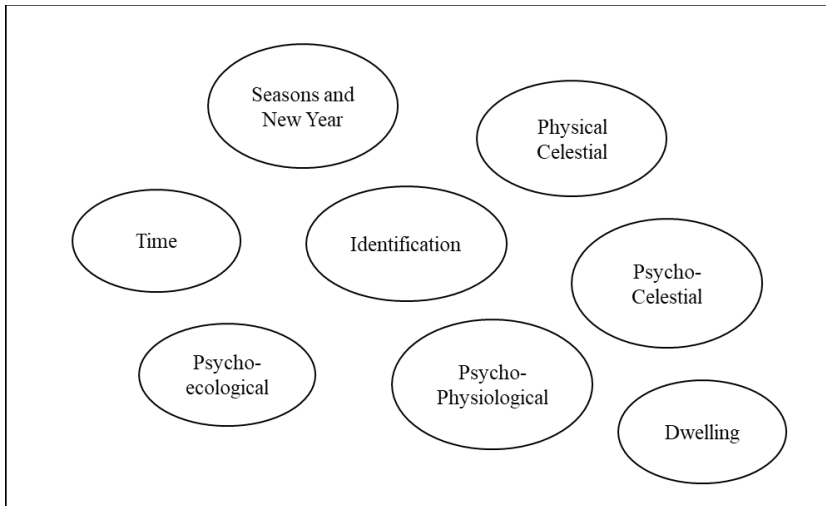 Seasons and
New Year
Physical
Celestial
Time
Identification
Psycho-
Celestial
Psycho-
ecological
Psycho-
Physiological
Dwelling